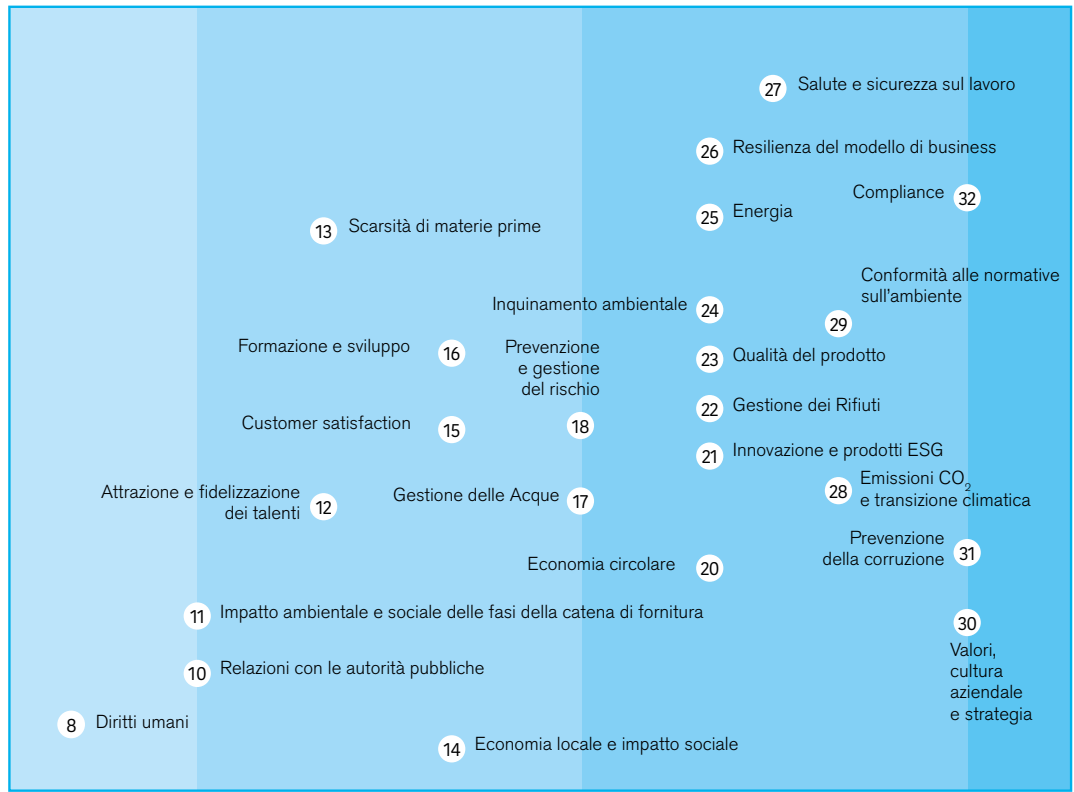 27 Salute e sicurezza sul lavoro
26 Resilienza del modello di business
Compliance 32
25 Energia
13 Scarsità di materie prime
Conformità alle normative
sull'ambiente
29
Inquinamento ambientale 24
Formazione e sviluppo 16
Prevenzione
e gestione
del rischio
18
23 Qualità del prodotto
22 Gestione dei Rifiuti
Customer satisfaction 15
21 Innovazione e prodotti ESG
28 Emissioni CO₂
e transizione climatica
Attrazione e fidelizzazione
dei talenti
12
Gestione delle Acque 17
Prevenzione
della corruzione
31
Economia circolare 20
11 Impatto ambientale e sociale delle fasi della catena di fornitura
30
Valori,
cultura
aziendale
e strategia
10 Relazioni con le autorità pubbliche
8 Diritti umani
14 Economia locale e impatto sociale